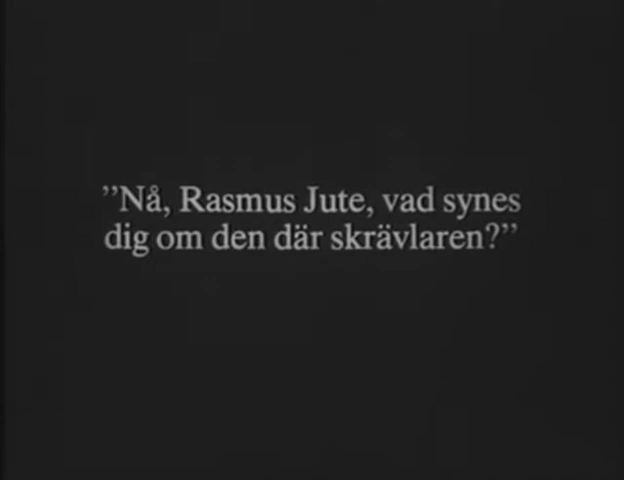 ”Nå, Rasmus Jute, vad synes
dig om den där skrävlaren?”